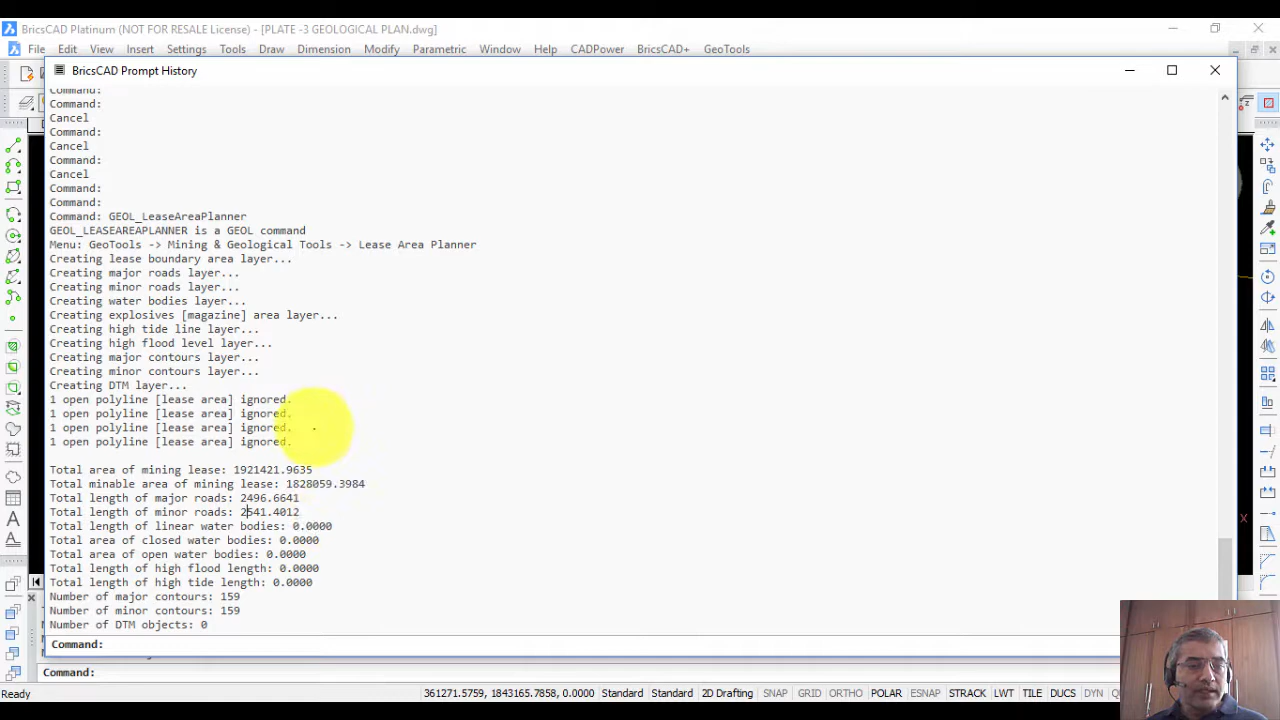 BricsCAD Platinum (NOT FOR RESALE License) - [PLATE -3 GEOLOGICAL PLAN.dwg]
File Edit View Insert Settings Tools Draw Dimension Modify Parametric Window Help CADPower BricsCAD+ GeoTools
BricsCAD Prompt History
Command:
Command:
Cancel
Command:
Cancel
Command:
Cancel
Command:
Command:
Command: GEOL_LeaseAreaPlanner
GEOL_LEASEAREAPLANNER is a GEOL command
Menu: GeoTools -> Mining & Geological Tools -> Lease Area Planner
Creating lease boundary area layer...
Creating major roads layer...
Creating minor roads layer...
Creating water bodies layer...
Creating explosives [magazine] area layer...
Creating high tide line layer...
Creating high flood level layer...
Creating major contours layer...
Creating minor contours layer...
Creating DTM layer...
1 open polyline [lease area] ignored.
1 open polyline [lease area] ignored.
1 open polyline [lease area] ignored.
1 open polyline [lease area] ignored.
Total area of mining lease: 1921421.9635
Total minable area of mining lease: 1828059.3984
Total length of major roads: 2496.6641
Total length of minor roads: 2541.4012
Total length of linear water bodies: 0.0000
Total area of closed water bodies: 0.0000
Total area of open water bodies: 0.0000
Total length of high flood length: 0.0000
Total length of high tide length: 0.0000
Number of major contours: 159
Number of minor contours: 159
Number of DTM objects: 0
Command:
Command:
Ready 361271.5759, 1843165.7858, 0.0000 Standard Standard 2D Drafting SNAP GRID ORTHO POLAR ESNAP STRACK LWT TILE DUCS DYN